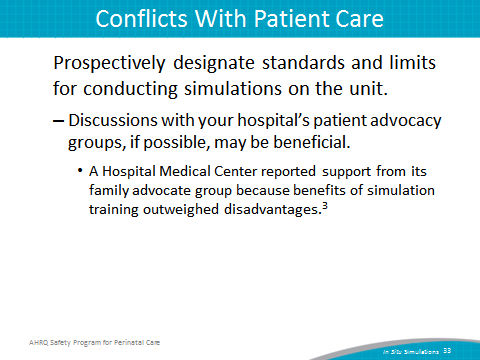 Conflicts With Patient Care
Prospectively designate standards and limits
for conducting simulations on the unit.
– Discussions with your hospital's patient advocacy
groups, if possible, may be beneficial.
• A Hospital Medical Center reported support from its
family advocate group because benefits of simulation
training outweighed disadvantages.3
AHRQ Safety Program for Perinatal Care
In Situ Simulations 33